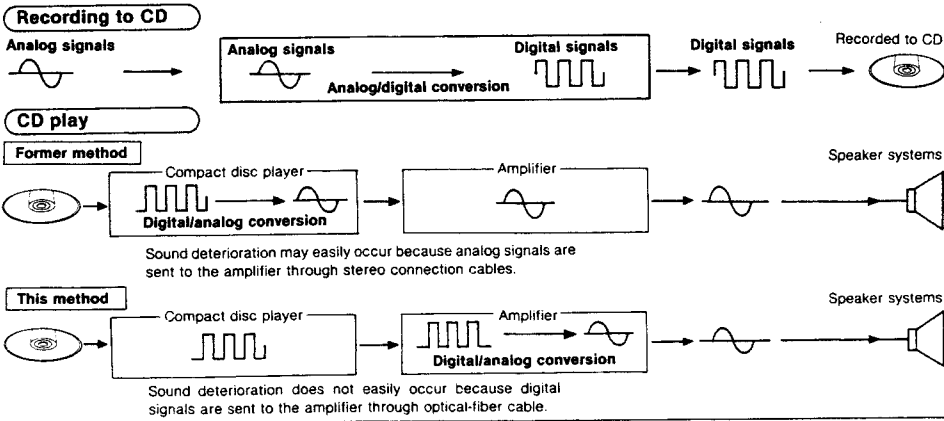 Recording to CD
Analog signals
Analog signals
Digital signals
Analog/digital conversion
Digital signals
Recorded to CD
CD play
Former method
Compact disc player
Digital/analog conversion
Amplifier
Speaker systems
Sound deterioration may easily occur because analog signals are
sent to the amplifier through stereo connection cables.
This method
Compact disc player
Amplifier
Digital/analog conversion
Speaker systems
Sound deterioration does not easily occur because digital
signals are sent to the amplifier through optical-fiber cable.